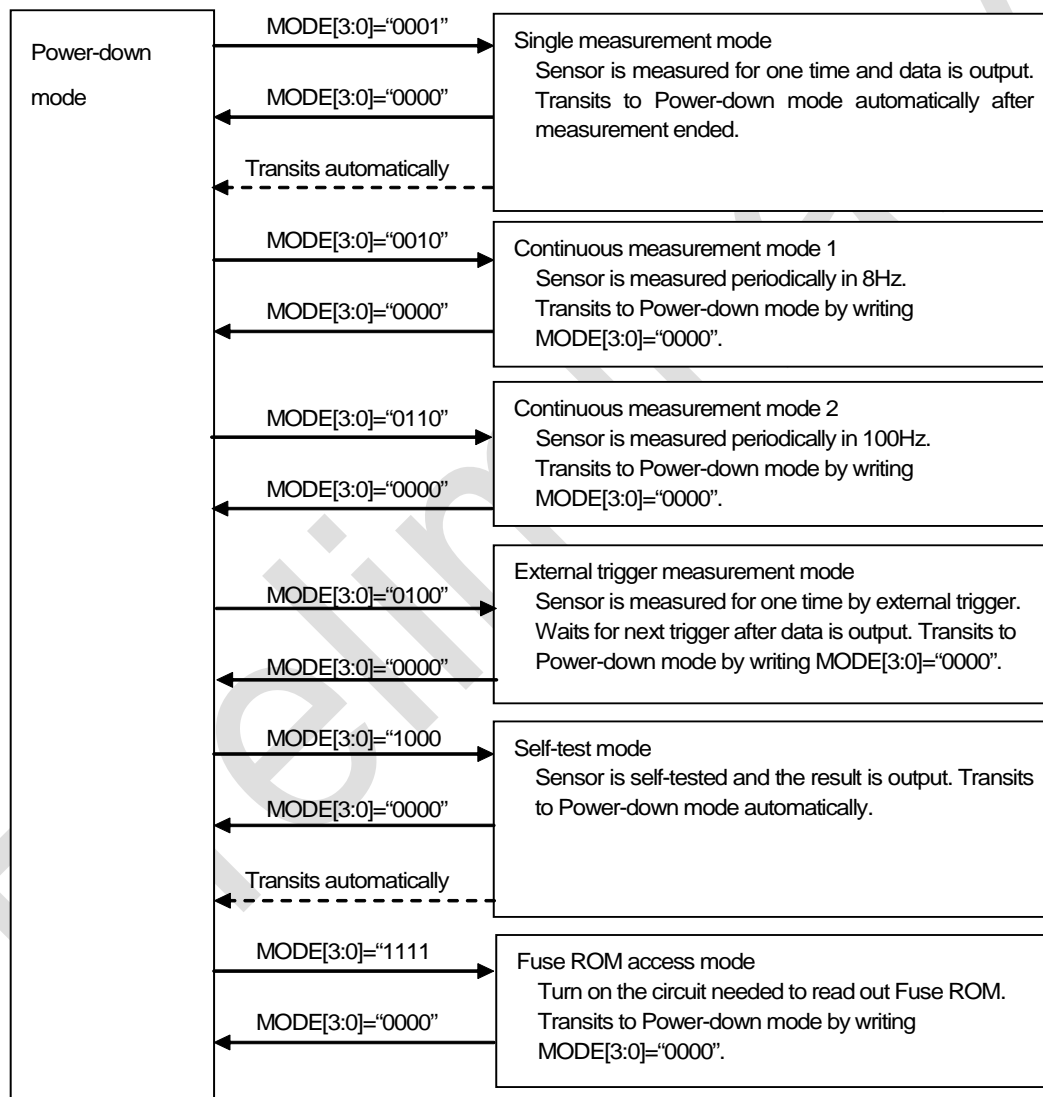 Power-down
mode
MODE[3:0]=“0001”
MODE[3:0]=“0000”
Transits automatically
Single measurement mode
Sensor is measured for one time and data is output.
Transits to Power-down mode automatically after
measurement ended.
MODE[3:0]=“0010”
MODE[3:0]=“0000”
Continuous measurement mode 1
Sensor is measured periodically in 8Hz.
Transits to Power-down mode by writing
MODE[3:0]=“0000”.
MODE[3:0]=“0110”
MODE[3:0]=“0000”
Continuous measurement mode 2
Sensor is measured periodically in 100Hz.
Transits to Power-down mode by writing
MODE[3:0]=“0000”.
MODE[3:0]=“0100”
MODE[3:0]=“0000”
External trigger measurement mode
Sensor is measured for one time by external trigger.
Waits for next trigger after data is output. Transits to
Power-down mode by writing MODE[3:0]=“0000”.
MODE[3:0]=“1000
MODE[3:0]=“0000”
Transits automatically
Self-test mode
Sensor is self-tested and the result is output. Transits
to Power-down mode automatically.
MODE[3:0]=“1111
MODE[3:0]=“0000”
Fuse ROM access mode
Turn on the circuit needed to read out Fuse ROM.
Transits to Power-down mode by writing
MODE[3:0]=“0000”.